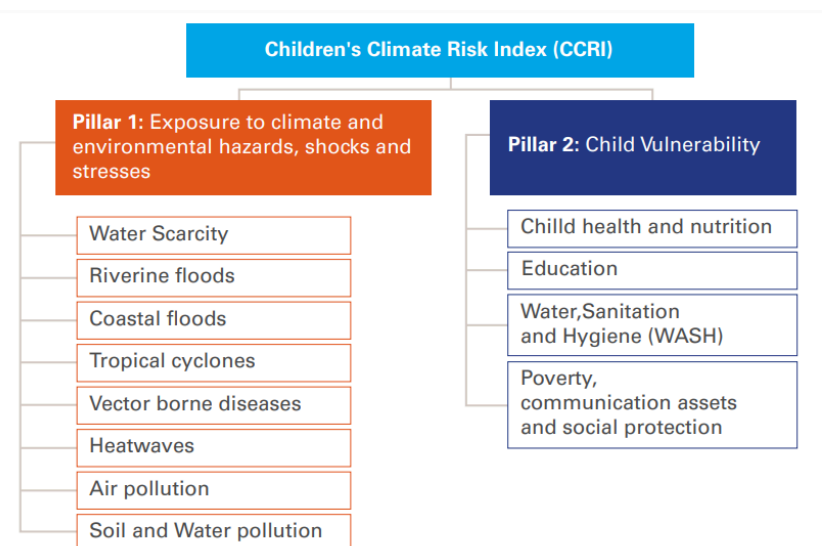 Children's Climate Risk Index (CCRI)
Pillar 1: Exposure to climate and
environmental hazards, shocks and
stresses
Water Scarcity
Riverine floods
Coastal floods
Tropical cyclones
Vector borne diseases
Heatwaves
Air pollution
Soil and Water pollution
Pillar 2: Child Vulnerability
Chilld health and nutrition
Education
Water,Sanitation
and Hygiene (WASH)
Poverty,
communication assets
and social protection